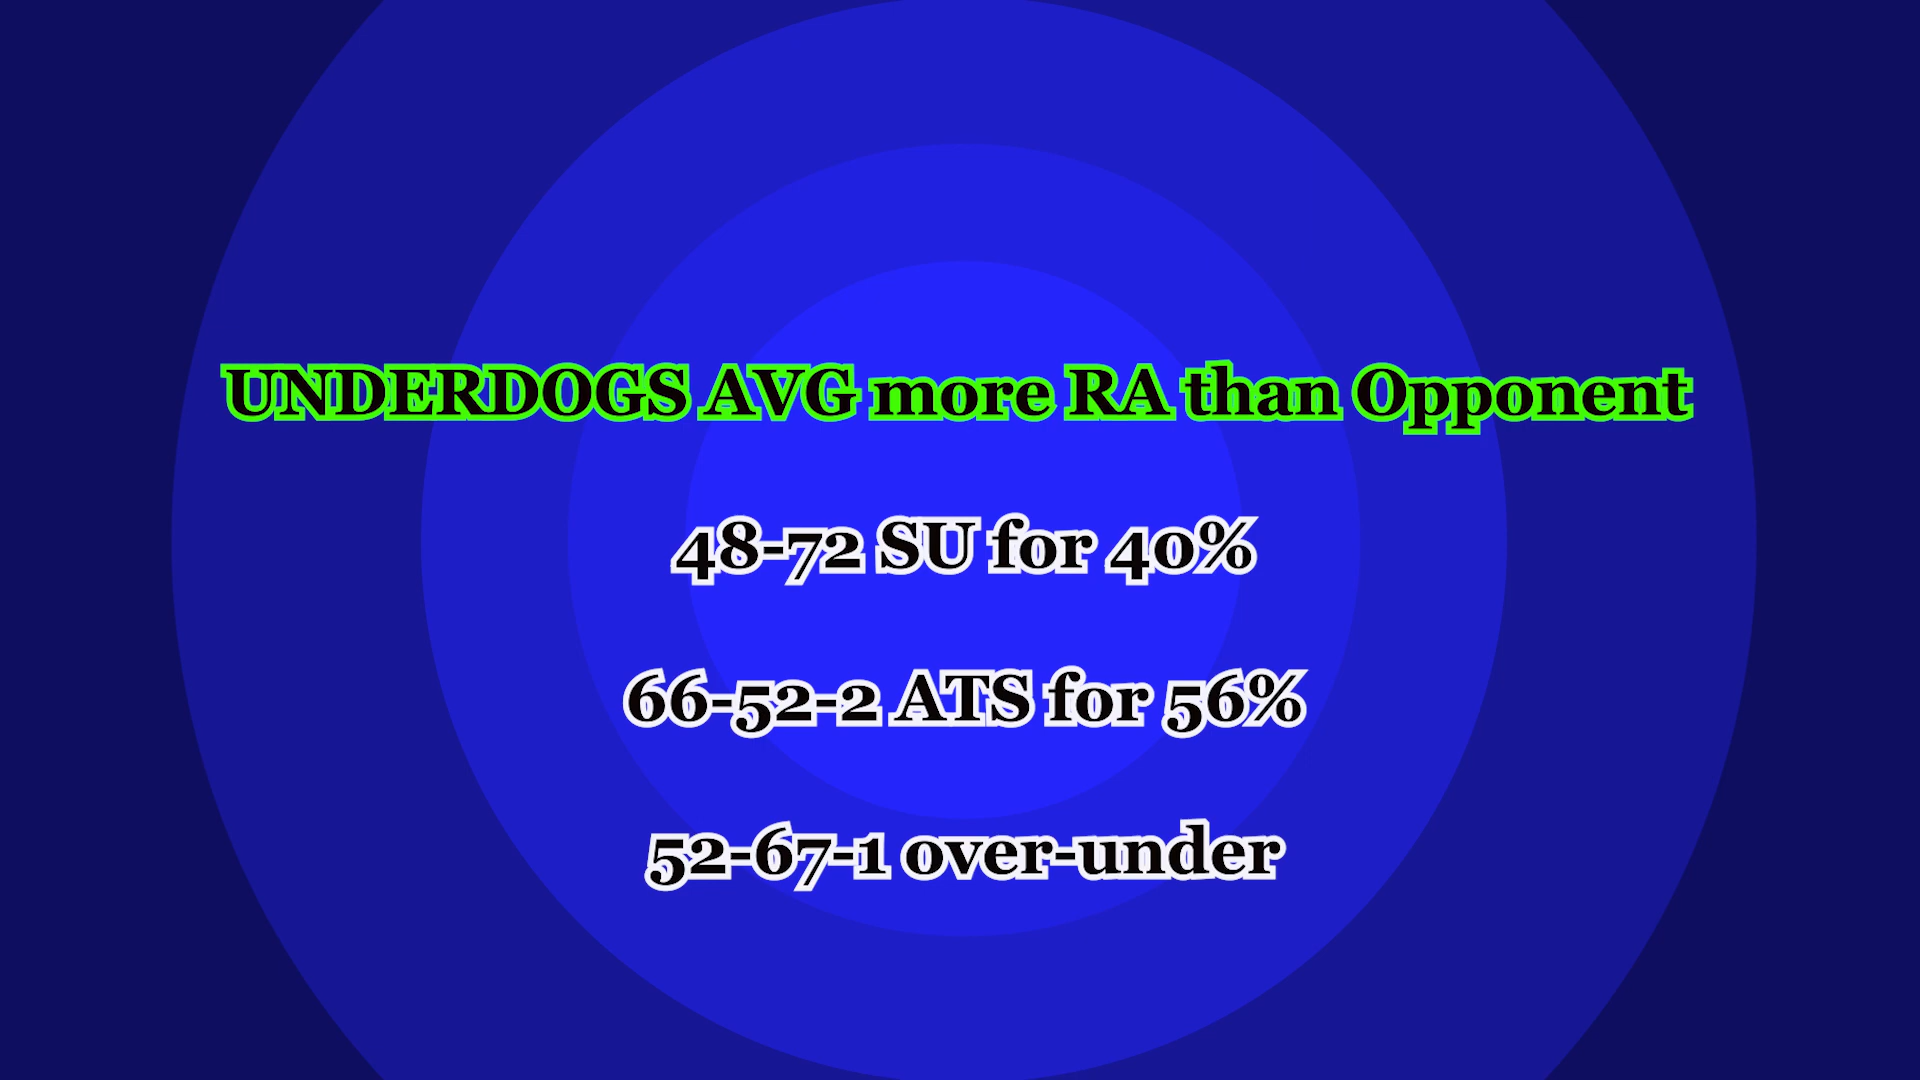 UNDERDOGS AVG more RA than Opponent
48-72 SU for 40%
66-52-2 ATS for 56%
52-67-1 over-under